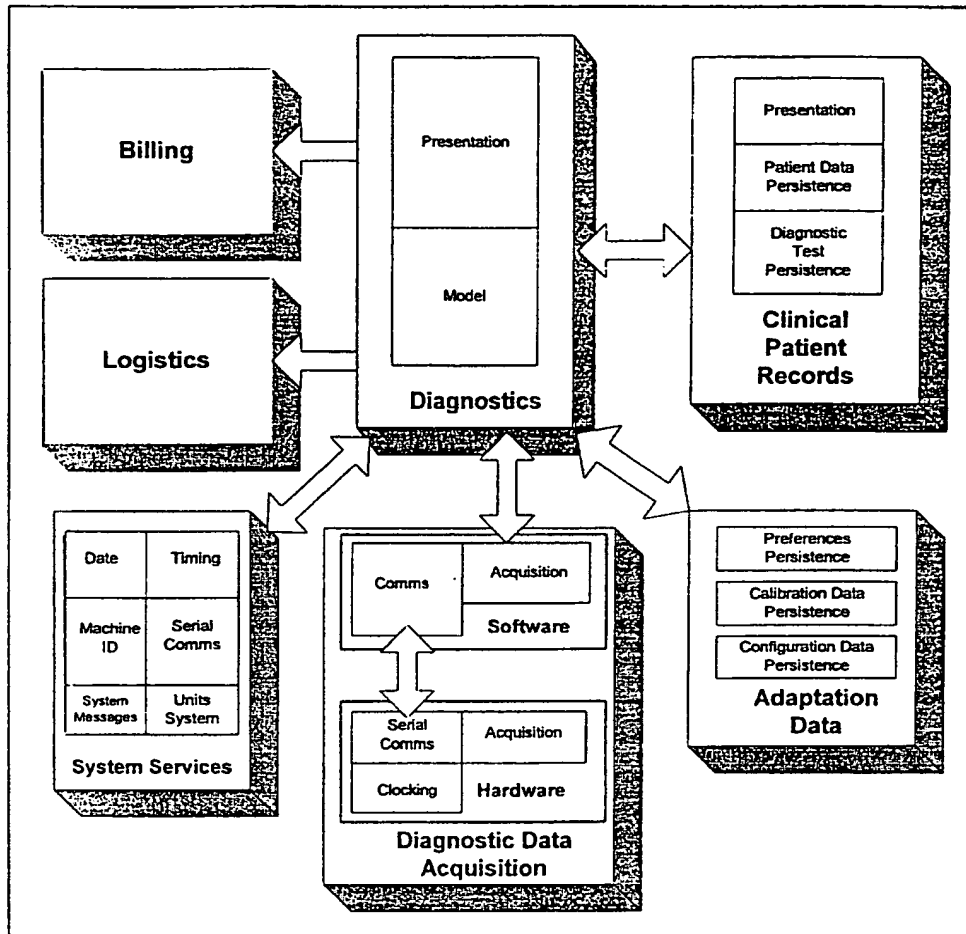 Billing
Logistics
Presentation
Model
Diagnostics
Presentation
Patient Data
Persistence
Diagnostic
Test
Persistence
Clinical
Patient
Records
Date
Timing
Machine
ID
Serial
Comms
System
Messages
Units
System
System Services
Comms
Acquisition
Software
Serial
Comms
Acquisition
Clocking
Hardware
Diagnostic Data
Acquisition
Preferences
Persistence
Calibration Data
Persistence
Configuration Data
Persistence
Adaptation
Data